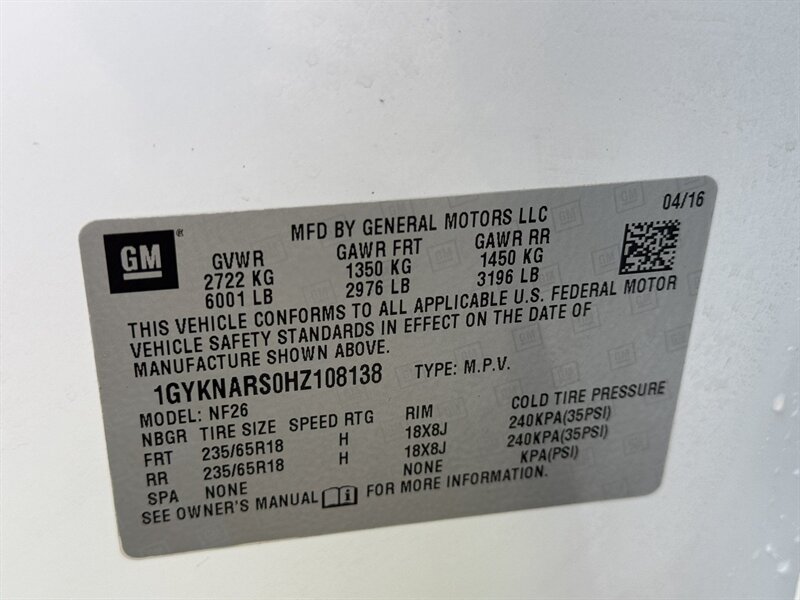 MFD BY GENERAL MOTORS LLC 04/16
GM®
GVWR GAWR FRT GAWR RR
2722 KG 1350 KG 1450 KG
6001 LB 2976 LB 3196 LB
THIS VEHICLE CONFORMS TO ALL APPLICABLE U.S. FEDERAL MOTOR
VEHICLE SAFETY STANDARDS IN EFFECT ON THE DATE OF
MANUFACTURE SHOWN ABOVE.
1GYKNARS0HZ108138 TYPE: M.P.V.
MODEL: NF26
NBGR TIRE SIZE SPEED RTG RIM COLD TIRE PRESSURE
FRT 235/65R18 H 18X8J 240KPA(35PSI)
RR 235/65R18 H 18X8J 240KPA(35PSI)
SPA NONE NONE KPA(PSI)
SEE OWNER'S MANUAL i FOR MORE INFORMATION.